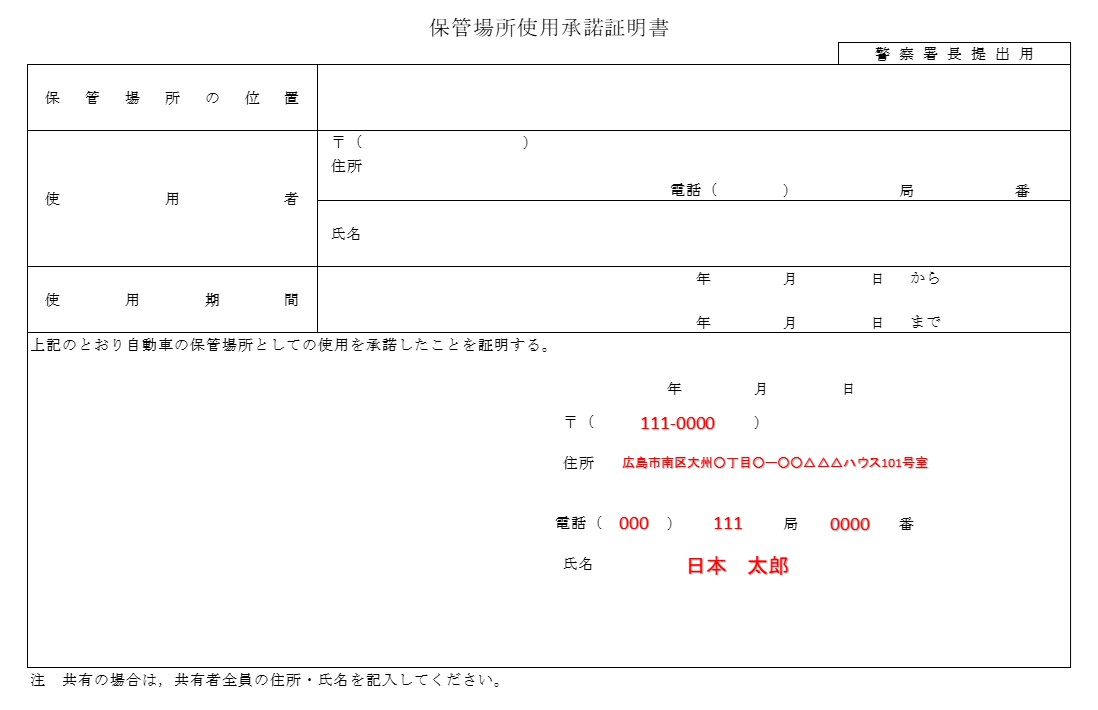 保管場所使用承諾証明書
警察署長提出用
保管場所の位置
使用者
〒（　　　　　　　　　　）
住所
電話（　　　　）　　　　　　局　　　　　　番
氏名
使用期間
年　　　　月　　　　日　から
年　　　　月　　　　日　まで
上記のとおり自動車の保管場所としての使用を承諾したことを証明する。
年　　　　月　　　　日
〒（　111-0000　）
住所　広島市南区大州〇丁目〇ー〇〇△△△ハウス101号室
電話（　000　）　111　局　0000　番
氏名　日本　太郎
注　共有の場合は，共有者全員の住所・氏名を記入してください。